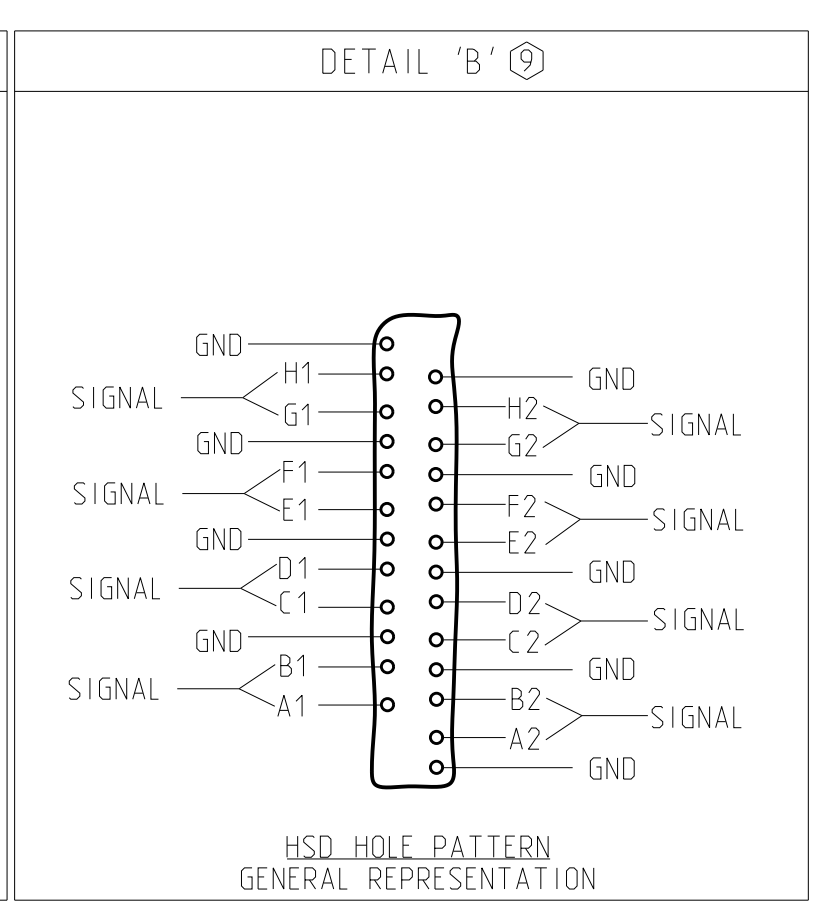 DETAIL 'B' 9
GND
H1
SIGNAL
G1
GND
F1
SIGNAL
E1
GND
D1
SIGNAL
C1
GND
B1
SIGNAL
A1
GND
H2
SIGNAL
G2
GND
F2
SIGNAL
E2
GND
D2
SIGNAL
C2
GND
B2
SIGNAL
A2
GND
HSD HOLE PATTERN
GENERAL REPRESENTATION